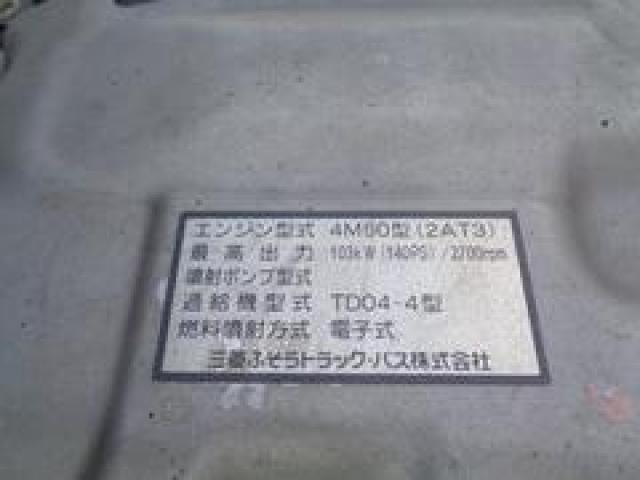 エンジン型式 4M50型(2AT3)
最高出力 103kW(140PS)/2700rpm
噴射ポンプ型式
過給機型式 TD04-4型
燃料噴射方式 電子式
三菱ふそうトラック・バス株式会社